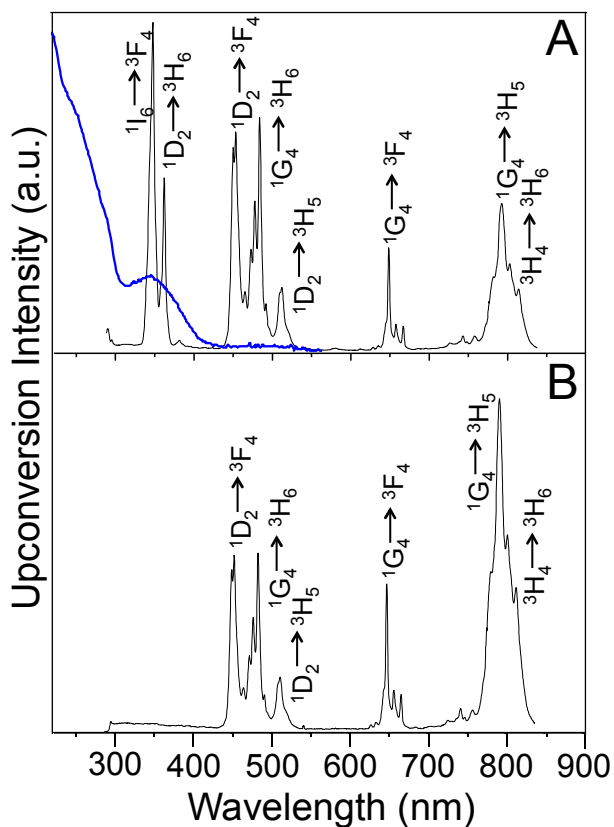 A
¹I₆→³F₄
¹D₂→³H₆
¹D₂→³F₄
¹G₄→³H₆
¹D₂→³H₅
¹G₄→³F₄
¹G₄→³H₅
³H₄→³H₆
B
¹D₂→³F₄
¹G₄→³H₆
¹D₂→³H₅
¹G₄→³F₄
¹G₄→³H₅
³H₄→³H₆
Upconversion Intensity (a.u.)
300 400 500 600 700 800 900
Wavelength (nm)